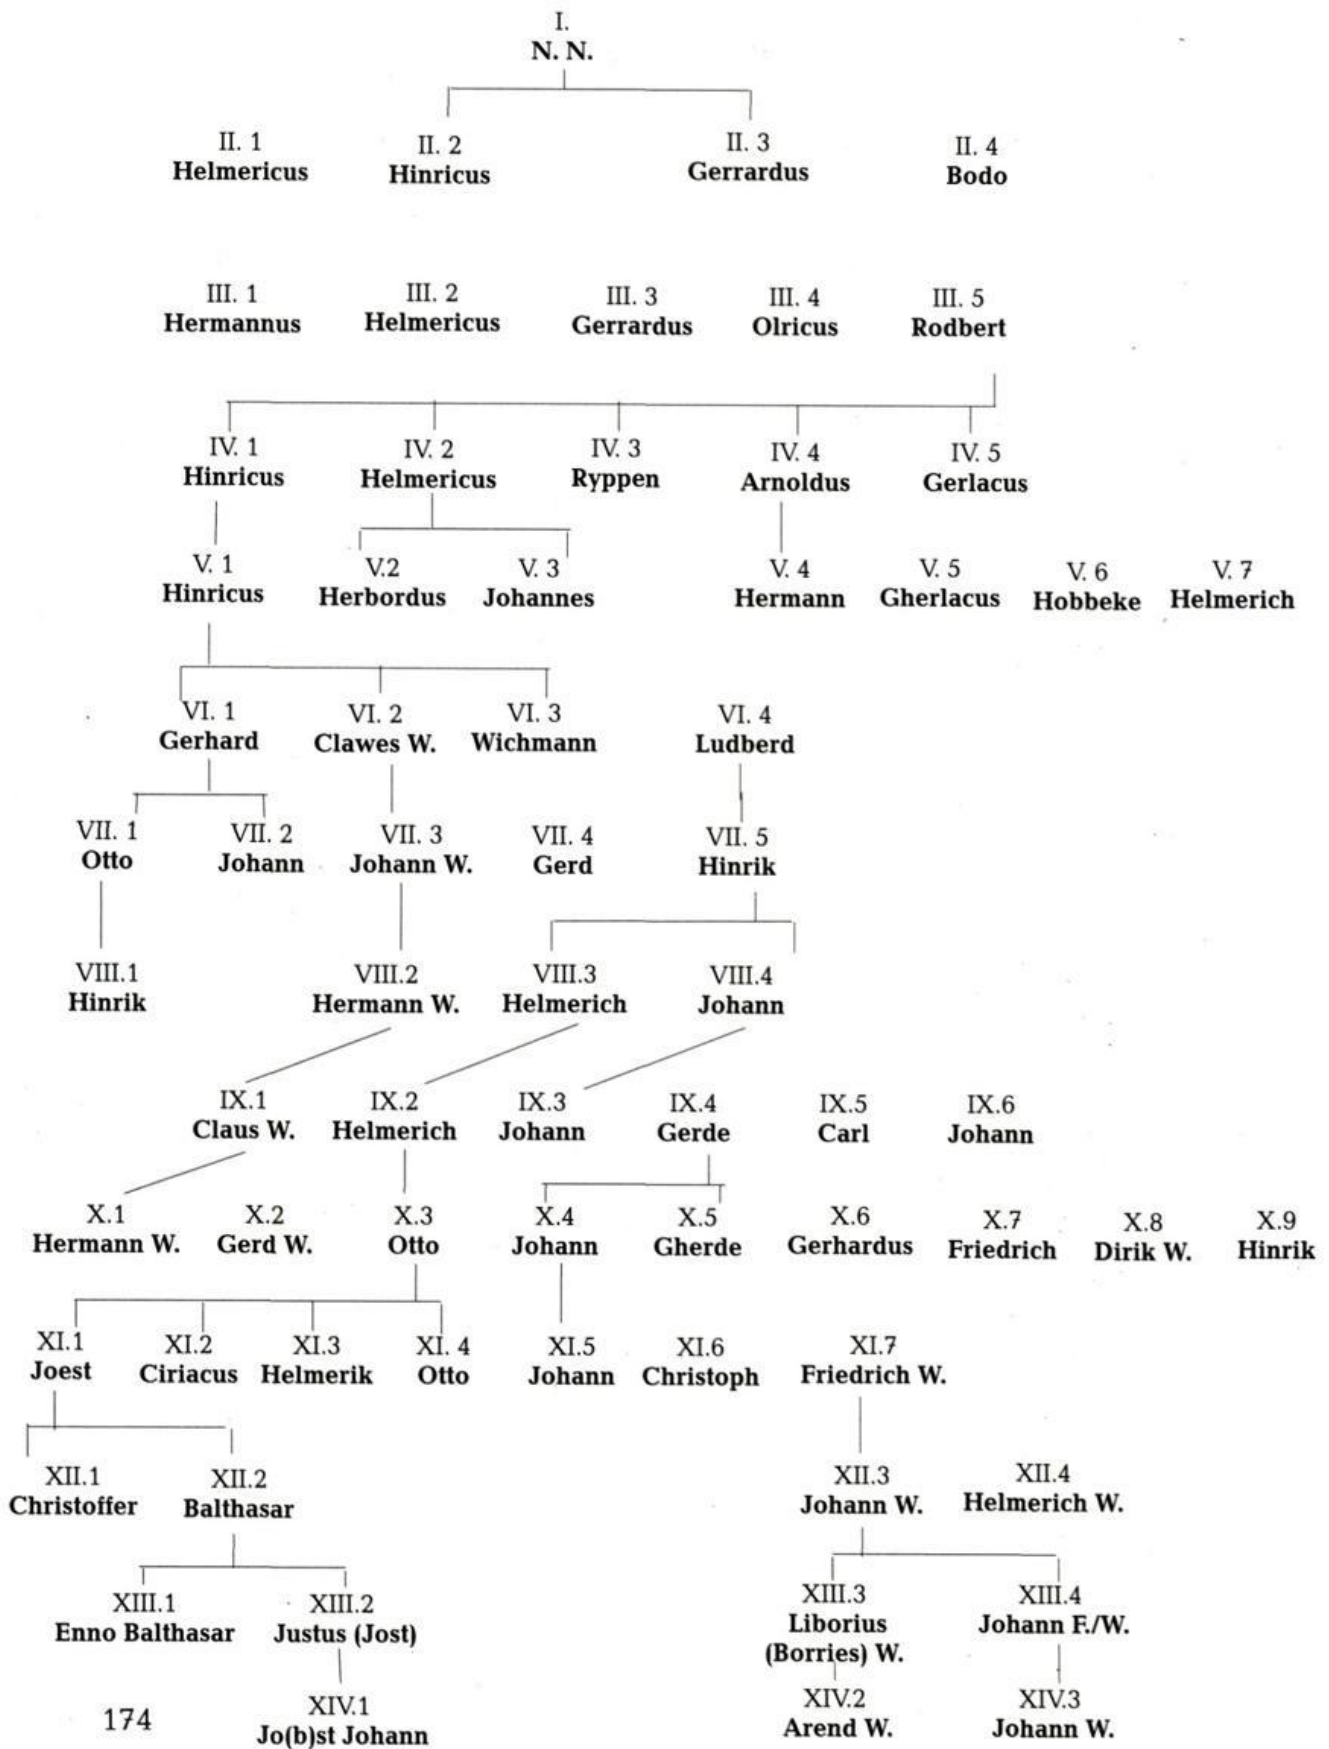 I.
N. N.
II. 1 II. 2 II. 3 II. 4
Helmericus Hinricus Gerrardus Bodo
III. 1 III. 2 III. 3 III. 4 III. 5
Hermannus Helmericus Gerrardus Olricus Rodbert
IV. 1 IV. 2 IV. 3 IV. 4 IV. 5
Hinricus Helmericus Ryppen Arnoldus Gerlacus
V. 1 V.2 V. 3 V. 4 V. 5 V. 6 V. 7
Hinricus Herbordus Johannes Hermann Gherlacus Hobbeke Helmerich
VI. 1 VI. 2 VI. 3 VI. 4
Gerhard Clawes W. Wichmann Ludberd
VII. 1 VII. 2 VII. 3 VII. 4 VII. 5
Otto Johann Johann W. Gerd Hinrik
VIII.1 VIII.2 VIII.3 VIII.4
Hinrik Hermann W. Helmerich Johann
IX.1 IX.2 IX.3 IX.4 IX.5 IX.6
Claus W. Helmerich Johann Gerde Carl Johann
X.1 X.2 X.3 X.4 X.5 X.6 X.7 X.8 X.9
Hermann W. Gerd W. Otto Johann Gherde Gerhardus Friedrich Dirik W. Hinrik
XI.1 XI.2 XI.3 XI. 4 XI.5 XI.6 XI.7
Joest Ciriacus Helmerik Otto Johann Christoph Friedrich W.
XII.1 XII.2 XII.3 XII.4
Christoffer Balthasar Johann W. Helmerich W.
XIII.1 XIII.2 XIII.3 XIII.4
Enno Balthasar Justus (Jost) Liborius Johann F./W.
(Borries) W.
XIV.1 XIV.2 XIV.3
Jo(b)st Johann Arend W. Johann W.
174